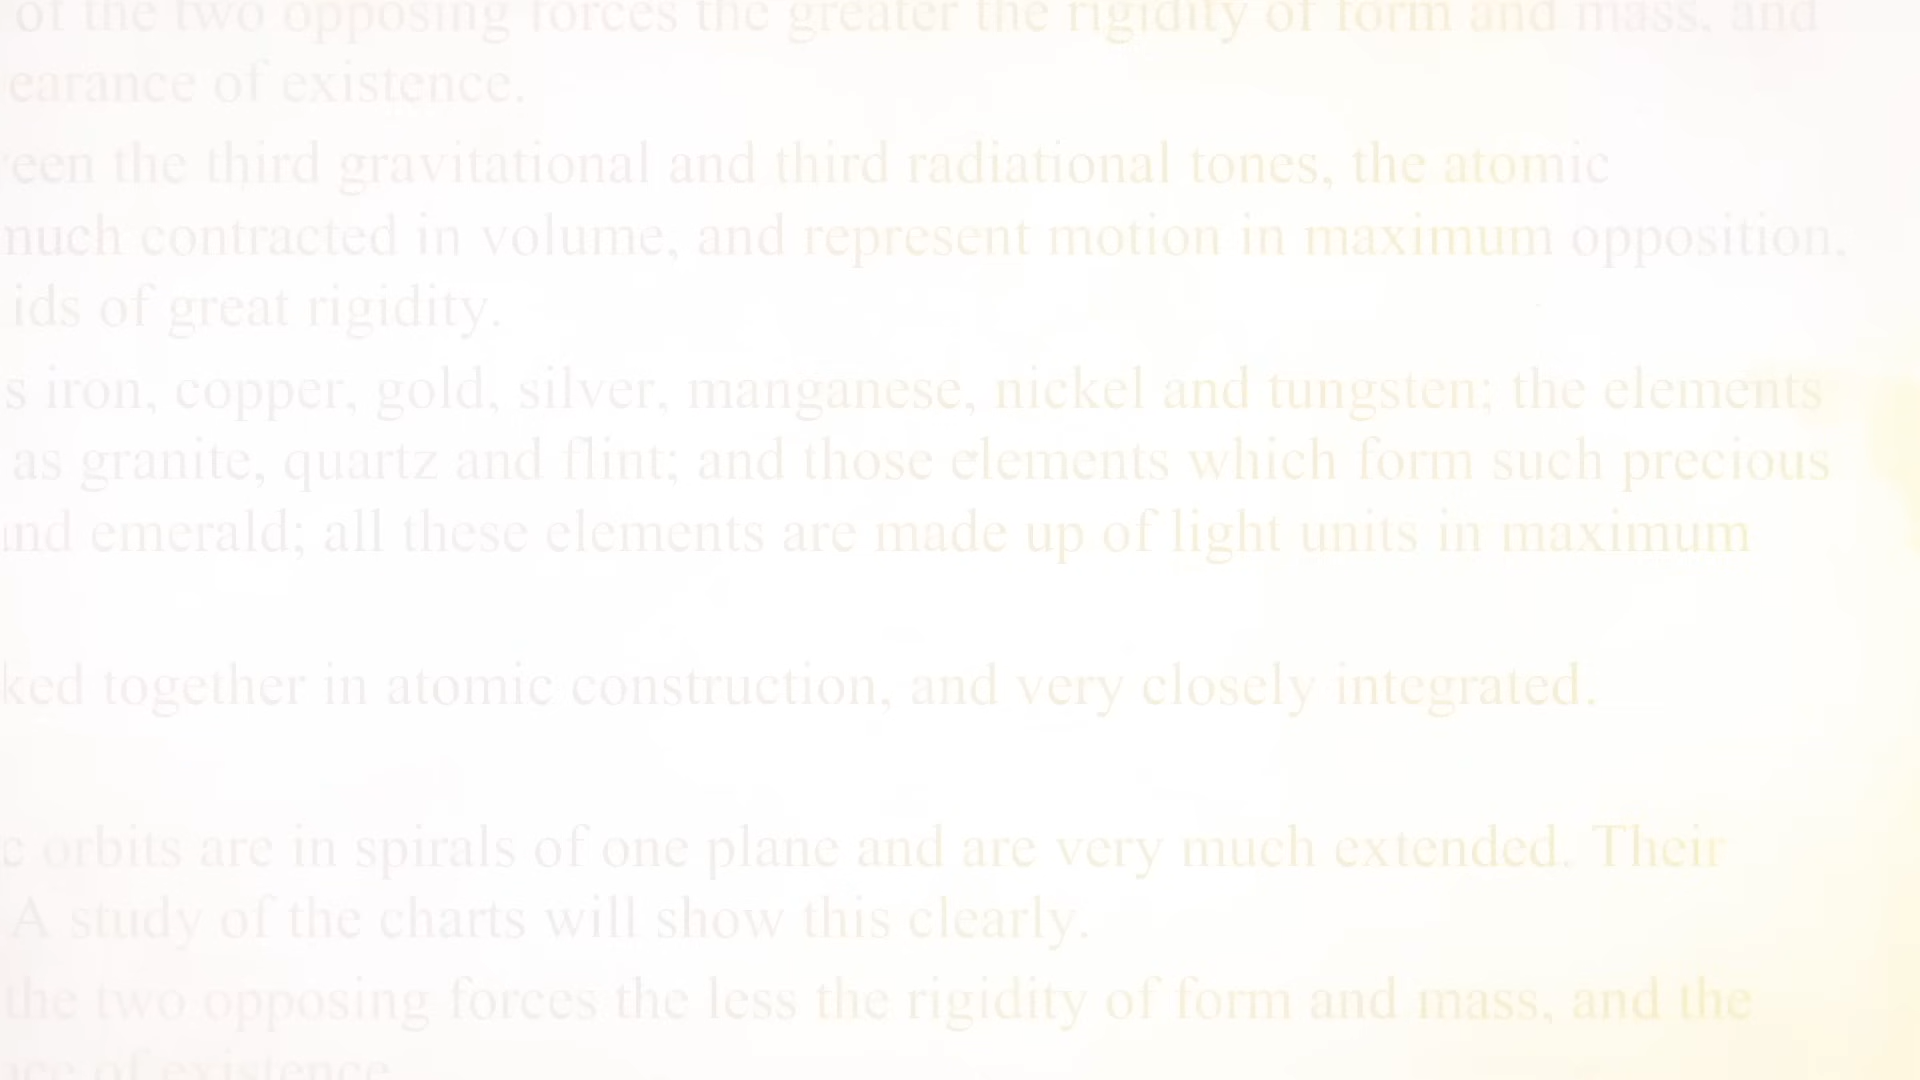 of the two opposing forces the greater the rigidity of form and mass, and
earance of existence.
een the third gravitational and third radiational tones, the atomic
much contracted in volume, and represent motion in maximum opposition,
ids of great rigidity.
s iron, copper, gold, silver, manganese, nickel and tungsten; the elements
as granite, quartz and flint; and those elements which form such precious
and emerald; all these elements are made up of light units in maximum
ked together in atomic construction, and very closely integrated.
c orbits are in spirals of one plane and are very much extended. Their
A study of the charts will show this clearly.
the two opposing forces the less the rigidity of form and mass, and the
ace of existence